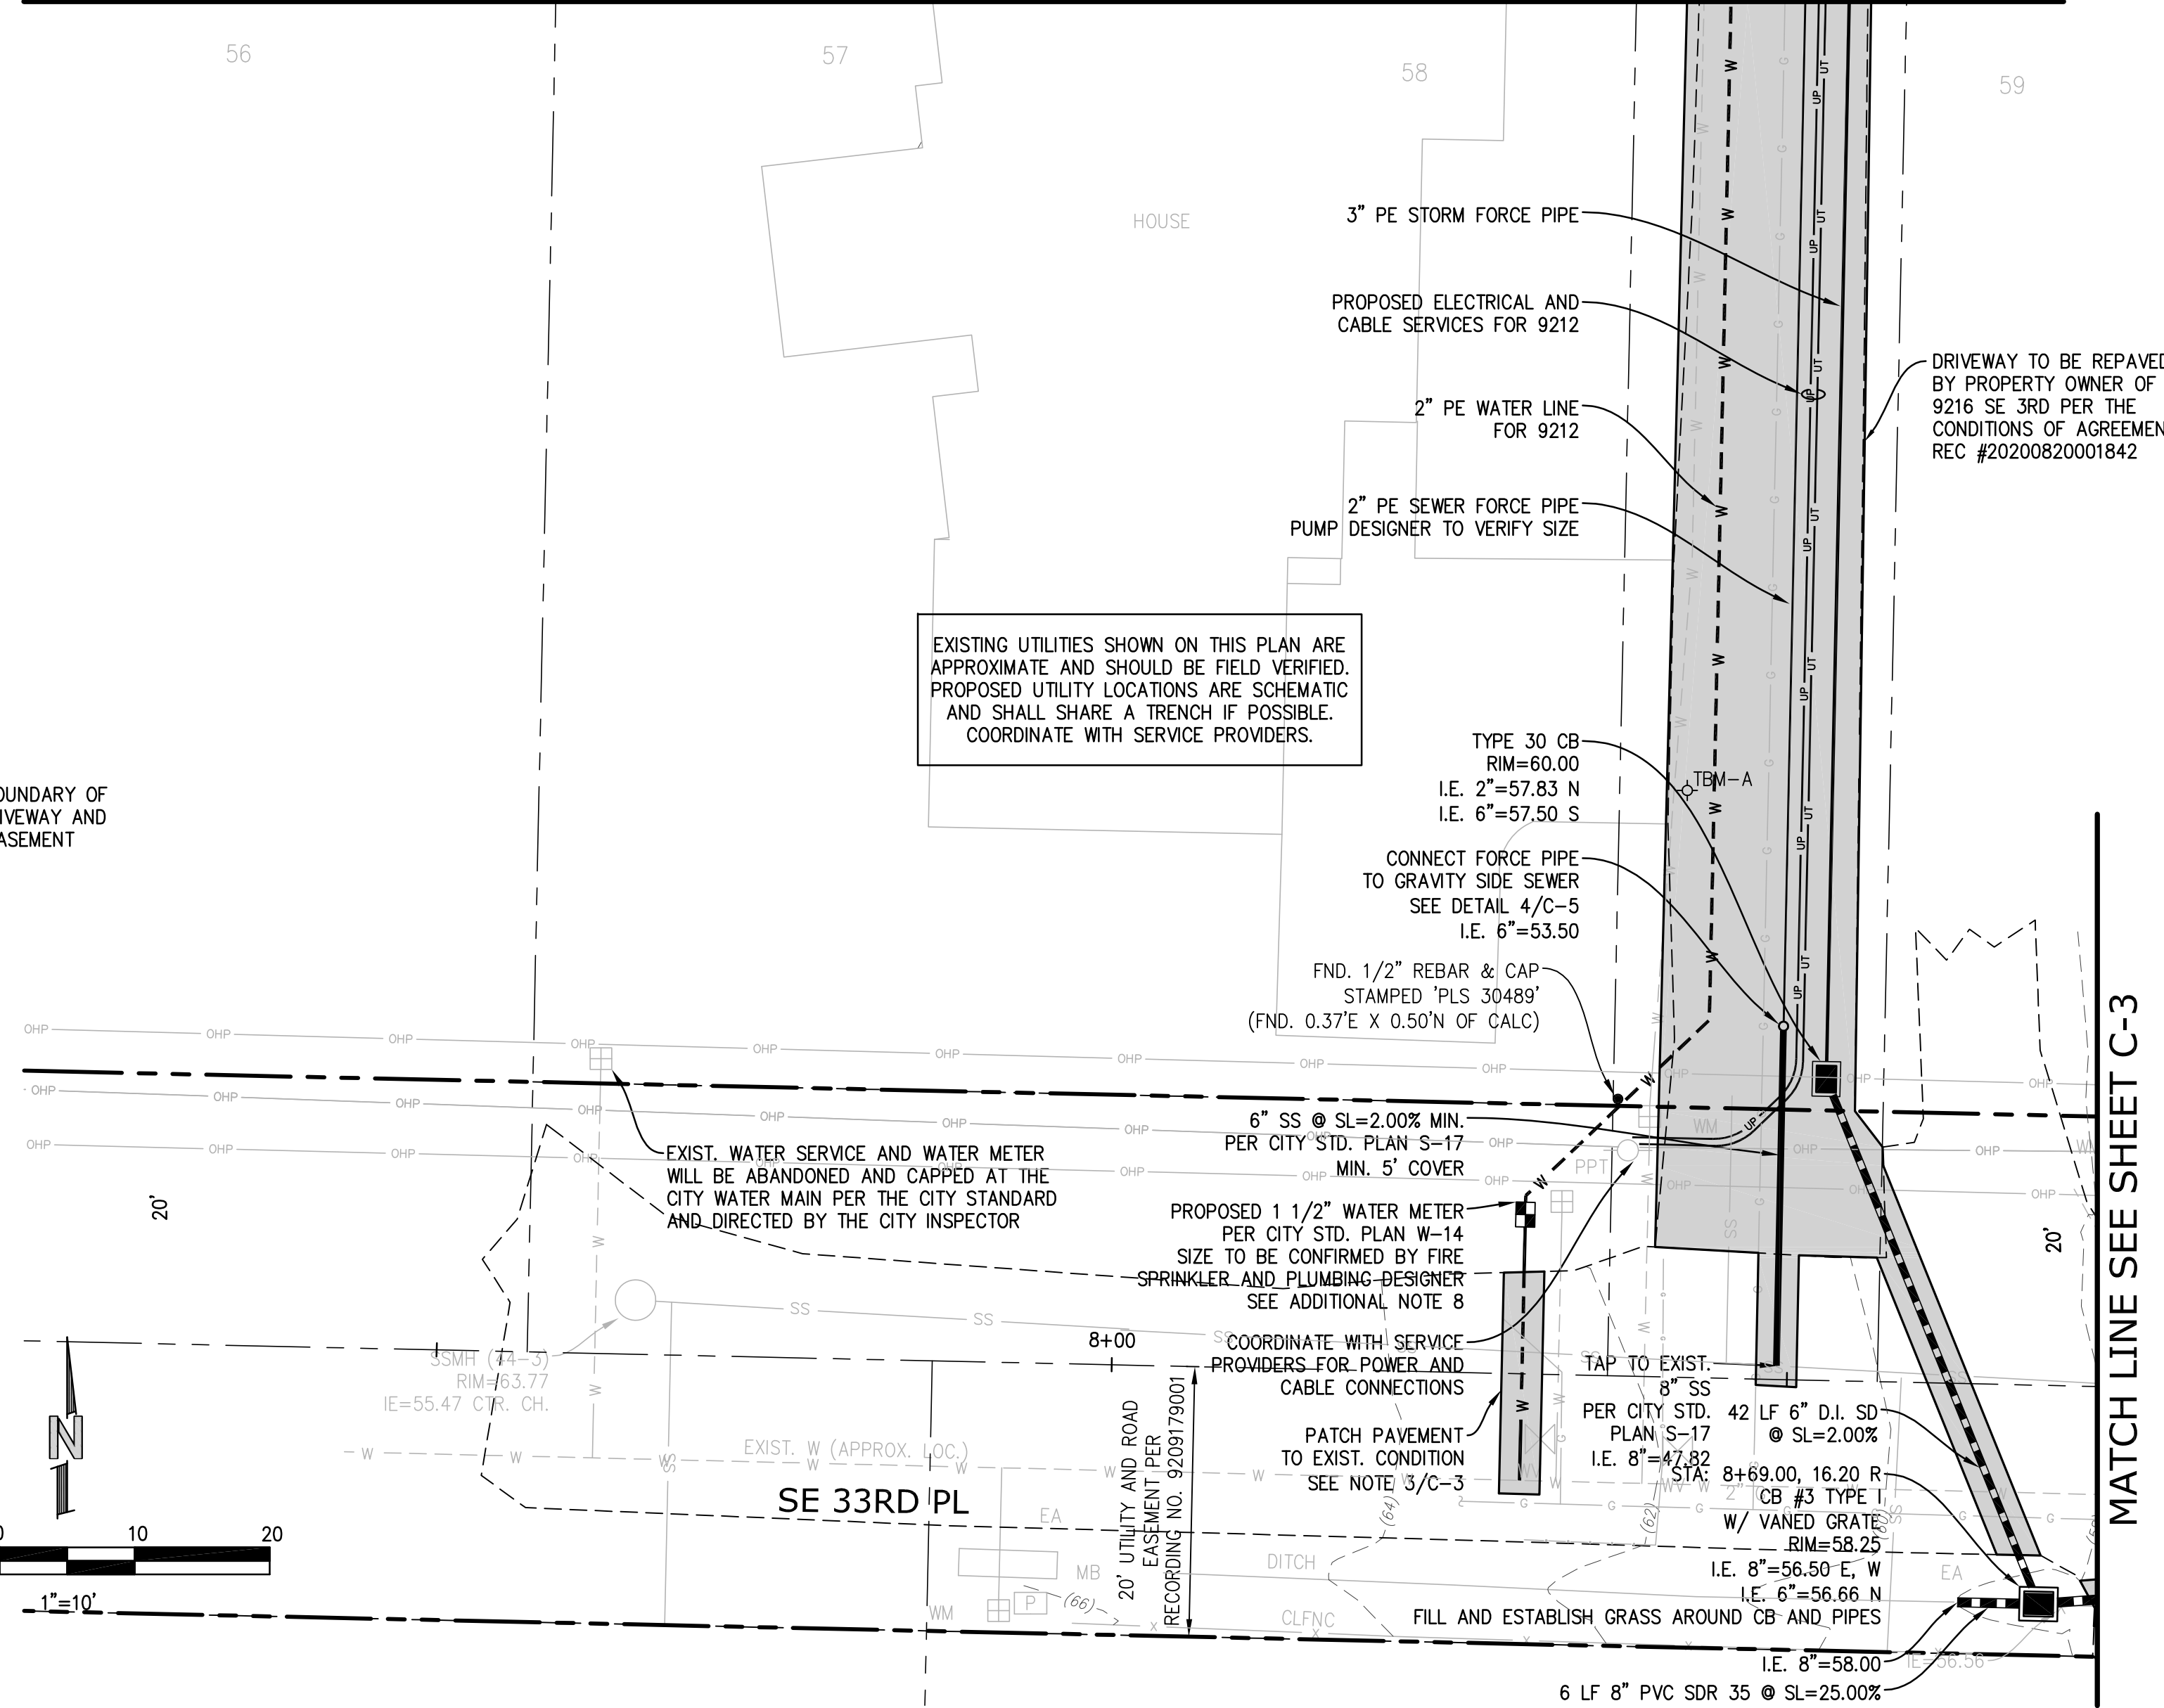 56
57
58
59
HOUSE
3" PE STORM FORCE PIPE
PROPOSED ELECTRICAL AND
CABLE SERVICES FOR 9212
2" PE WATER LINE
FOR 9212
2" PE SEWER FORCE PIPE
PUMP DESIGNER TO VERIFY SIZE
DRIVEWAY TO BE REPAVED
BY PROPERTY OWNER OF
9216 SE 3RD PER THE
CONDITIONS OF AGREEMEN
REC #20200820001842
EXISTING UTILITIES SHOWN ON THIS PLAN ARE
APPROXIMATE AND SHOULD BE FIELD VERIFIED.
PROPOSED UTILITY LOCATIONS ARE SCHEMATIC
AND SHALL SHARE A TRENCH IF POSSIBLE.
COORDINATE WITH SERVICE PROVIDERS.
TYPE 30 CB
RIM=60.00
I.E. 2"=57.83 N
I.E. 6"=57.50 S
TBM-A
OUNDARY OF
IVEWAY AND
ASEMENT
CONNECT FORCE PIPE
TO GRAVITY SIDE SEWER
SEE DETAIL 4/C-5
I.E. 6"=53.50
FND. 1/2" REBAR & CAP
STAMPED 'PLS 30489'
(FND. 0.37'E X 0.50'N OF CALC)
6" SS @ SL=2.00% MIN.
PER CITY STD. PLAN S-17
MIN. 5' COVER
WM
PPT
EXIST. WATER SERVICE AND WATER METER
WILL BE ABANDONED AND CAPPED AT THE
CITY WATER MAIN PER THE CITY STANDARD
AND DIRECTED BY THE CITY INSPECTOR
20'
20'
PROPOSED 1 1/2" WATER METER
PER CITY STD. PLAN W-14
SIZE TO BE CONFIRMED BY FIRE
SPRINKLER AND PLUMBING DESIGNER
SEE ADDITIONAL NOTE 8
COORDINATE WITH SERVICE
PROVIDERS FOR POWER AND
CABLE CONNECTIONS
PATCH PAVEMENT
TO EXIST. CONDITION
SEE NOTE 3/C-3
8+00
SSMH (44-3)
RIM=63.77
IE=55.47 CTR. CH.
EXIST. W (APPROX. LOC.)
SE 33RD PL
20' UTILITY AND ROAD
EASEMENT PER
RECORDING NO. 9209179001
TAP TO EXIST.
8" SS
PER CITY STD.
PLAN S-17
I.E. 8"=47.82
42 LF 6" D.I. SD
@ SL=2.00%
STA: 8+69.00, 16.20 R
CB #3 TYPE I
W/ VANED GRATE
RIM=58.25
I.E. 8"=56.50 E, W
I.E. 6"=56.66 N
FILL AND ESTABLISH GRASS AROUND CB AND PIPES
I.E. 8"=58.00
IE=56.56
6 LF 8" PVC SDR 35 @ SL=25.00%
EA
MB
DITCH
CLFNC
WM
P
(66)
(64)
(62)
(60)
EA
N
0 10 20
1"=10'
MATCH LINE SEE SHEET C-3